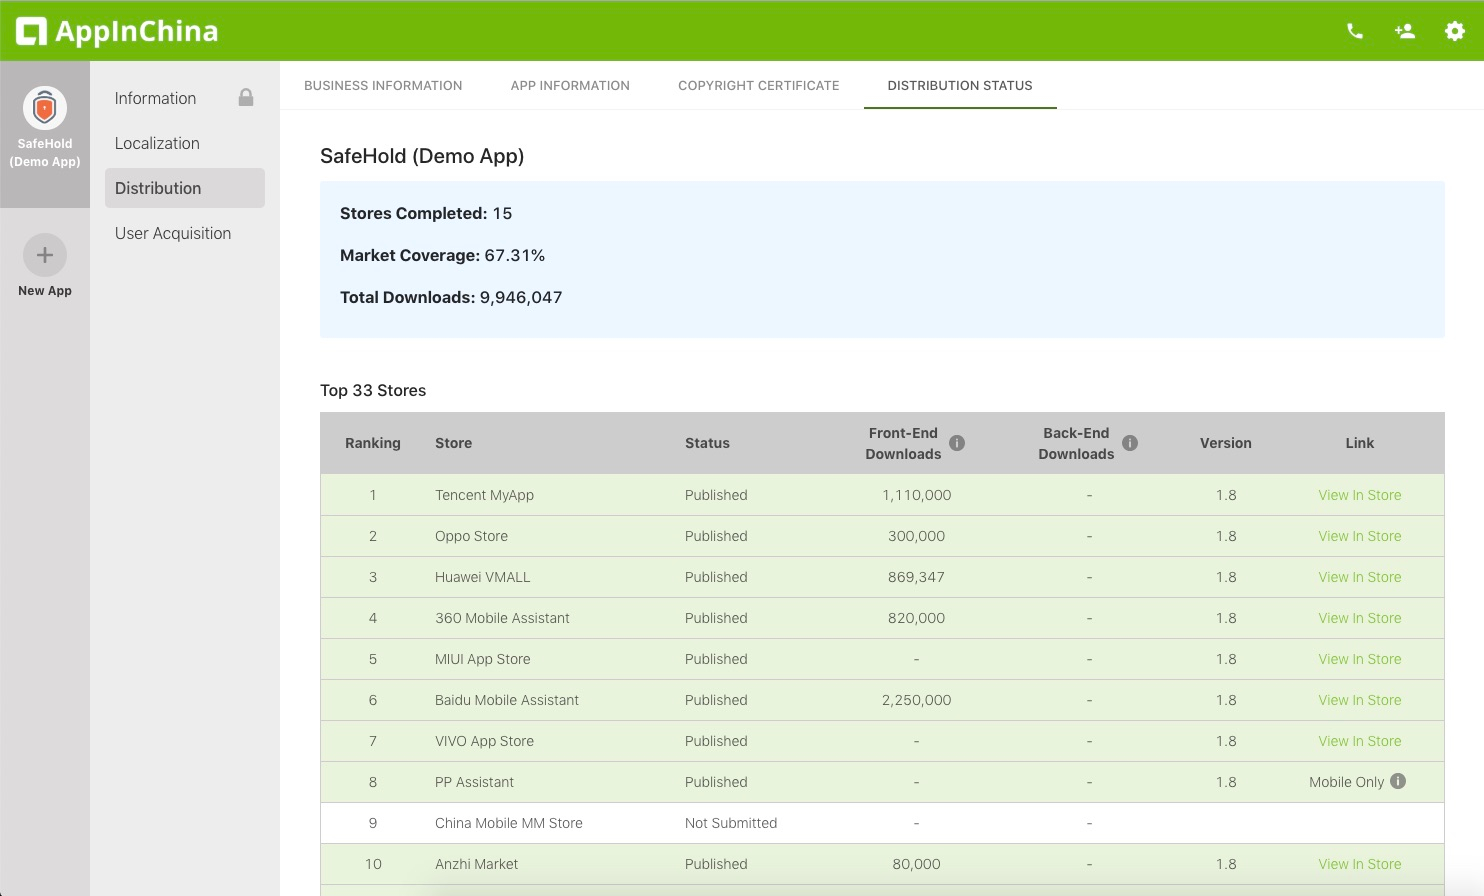 AppInChina
SafeHold
(Demo App)
New App
Information
Localization
Distribution
User Acquisition
BUSINESS INFORMATION APP INFORMATION COPYRIGHT CERTIFICATE DISTRIBUTION STATUS
SafeHold (Demo App)
Stores Completed: 15
Market Coverage: 67.31%
Total Downloads: 9,946,047
Top 33 Stores
Ranking Store Status Front-End Downloads Back-End Downloads Version Link
1 Tencent MyApp Published 1,110,000 - 1.8 View In Store
2 Oppo Store Published 300,000 - 1.8 View In Store
3 Huawei VMALL Published 869,347 - 1.8 View In Store
4 360 Mobile Assistant Published 820,000 - 1.8 View In Store
5 MIUI App Store Published - - 1.8 View In Store
6 Baidu Mobile Assistant Published 2,250,000 - 1.8 View In Store
7 VIVO App Store Published - - 1.8 View In Store
8 PP Assistant Published - - 1.8 Mobile Only
9 China Mobile MM Store Not Submitted - -
10 Anzhi Market Published 80,000 - 1.8 View In Store